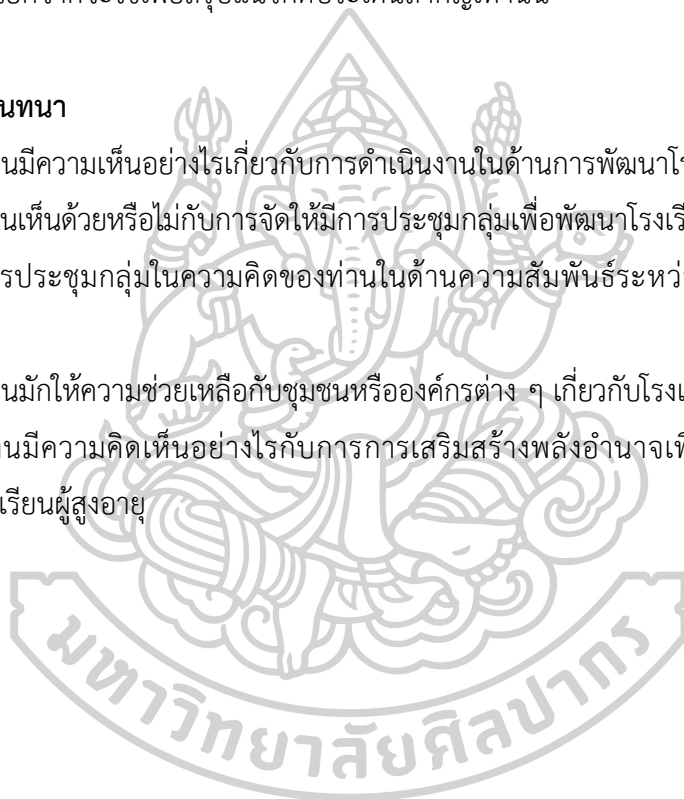 นทนา
นมีความเห็นอย่างไรเกี่ยวกับการดำเนินงานในด้านการพัฒนาโร
นเห็นด้วยหรือไม่กับการจัดให้มีการประชุมกลุ่มเพื่อพัฒนาโรงเรี
รประชุมกลุ่มในความคิดของท่านในด้านความสัมพันธ์ระหว่
นมักให้ความช่วยเหลือกับชุมชนหรือองค์กรต่าง ๆ เกี่ยวกับโรงเ
านมีความคิดเห็นอย่างไรกับการการเสริมสร้างพลังอำนาจเพื
เรียนผู้สูงอายุ
มหาวิทยาลัยศิลปากร